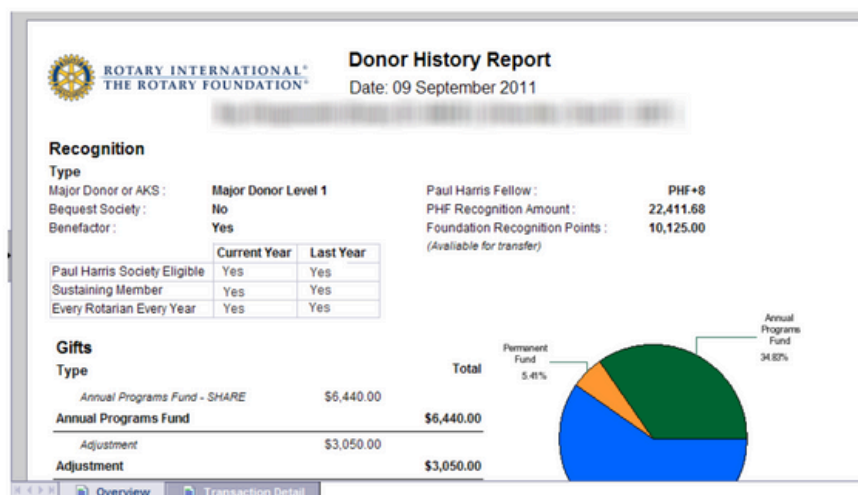 ROTARY INTERNATIONAL®
THE ROTARY FOUNDATION®
Donor History Report
Date: 09 September 2011
Recognition
Type
Major Donor or AKS : Major Donor Level 1
Bequest Society : No
Benefactor : Yes
Paul Harris Fellow : PHF+8
PHF Recognition Amount : 22,411.68
Foundation Recognition Points : 10,125.00
(Available for transfer)
Current Year Last Year
Paul Harris Society Eligible Yes Yes
Sustaining Member Yes Yes
Every Rotarian Every Year Yes Yes
Gifts
Type Total
Annual Programs Fund - SHARE $6,440.00
Annual Programs Fund $6,440.00
Adjustment $3,050.00
Adjustment $3,050.00
Permanent
Fund
5.41%
Annual
Programs
Fund
34.83%
Overview Transaction Detail